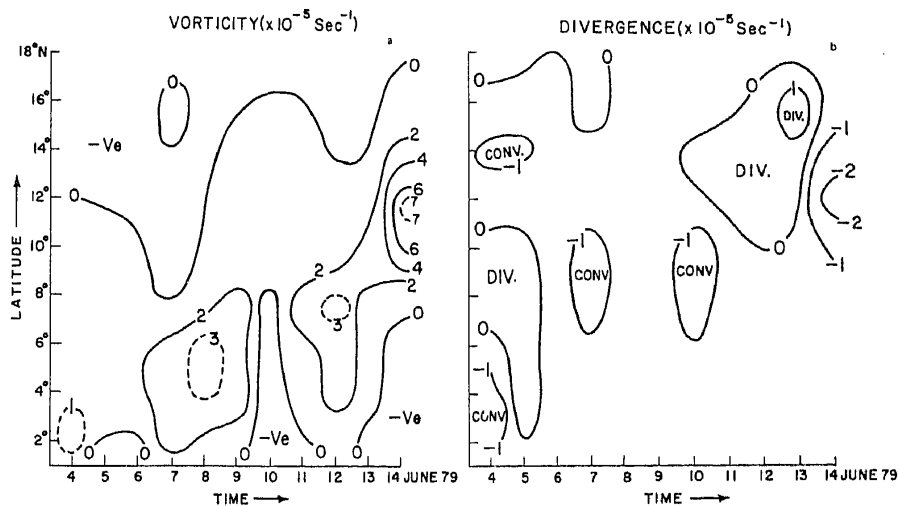 VORTICITY (x10⁻⁵ Sec⁻¹)
a
18°N
16°
14°
12°
10°
8°
6°
4°
2°
LATITUDE
0
0
-Ve
0
2
4
6
7
7
6
4
2
2
0
2
3
3
1
0
0
0
-Ve
0
0
-Ve
4 5 6 7 8 9 10 11 12 13 14 JUNE 79
TIME
DIVERGENCE (x10⁻⁵ Sec⁻¹)
b
0
0
0
1
DIV.
CONV.
-1
DIV.
-1
-2
-2
-1
0
0
-1
-1
DIV.
CONV
CONV
0
-1
CONV
-1
4 5 6 7 8 9 10 11 12 13 14 JUNE 79
TIME